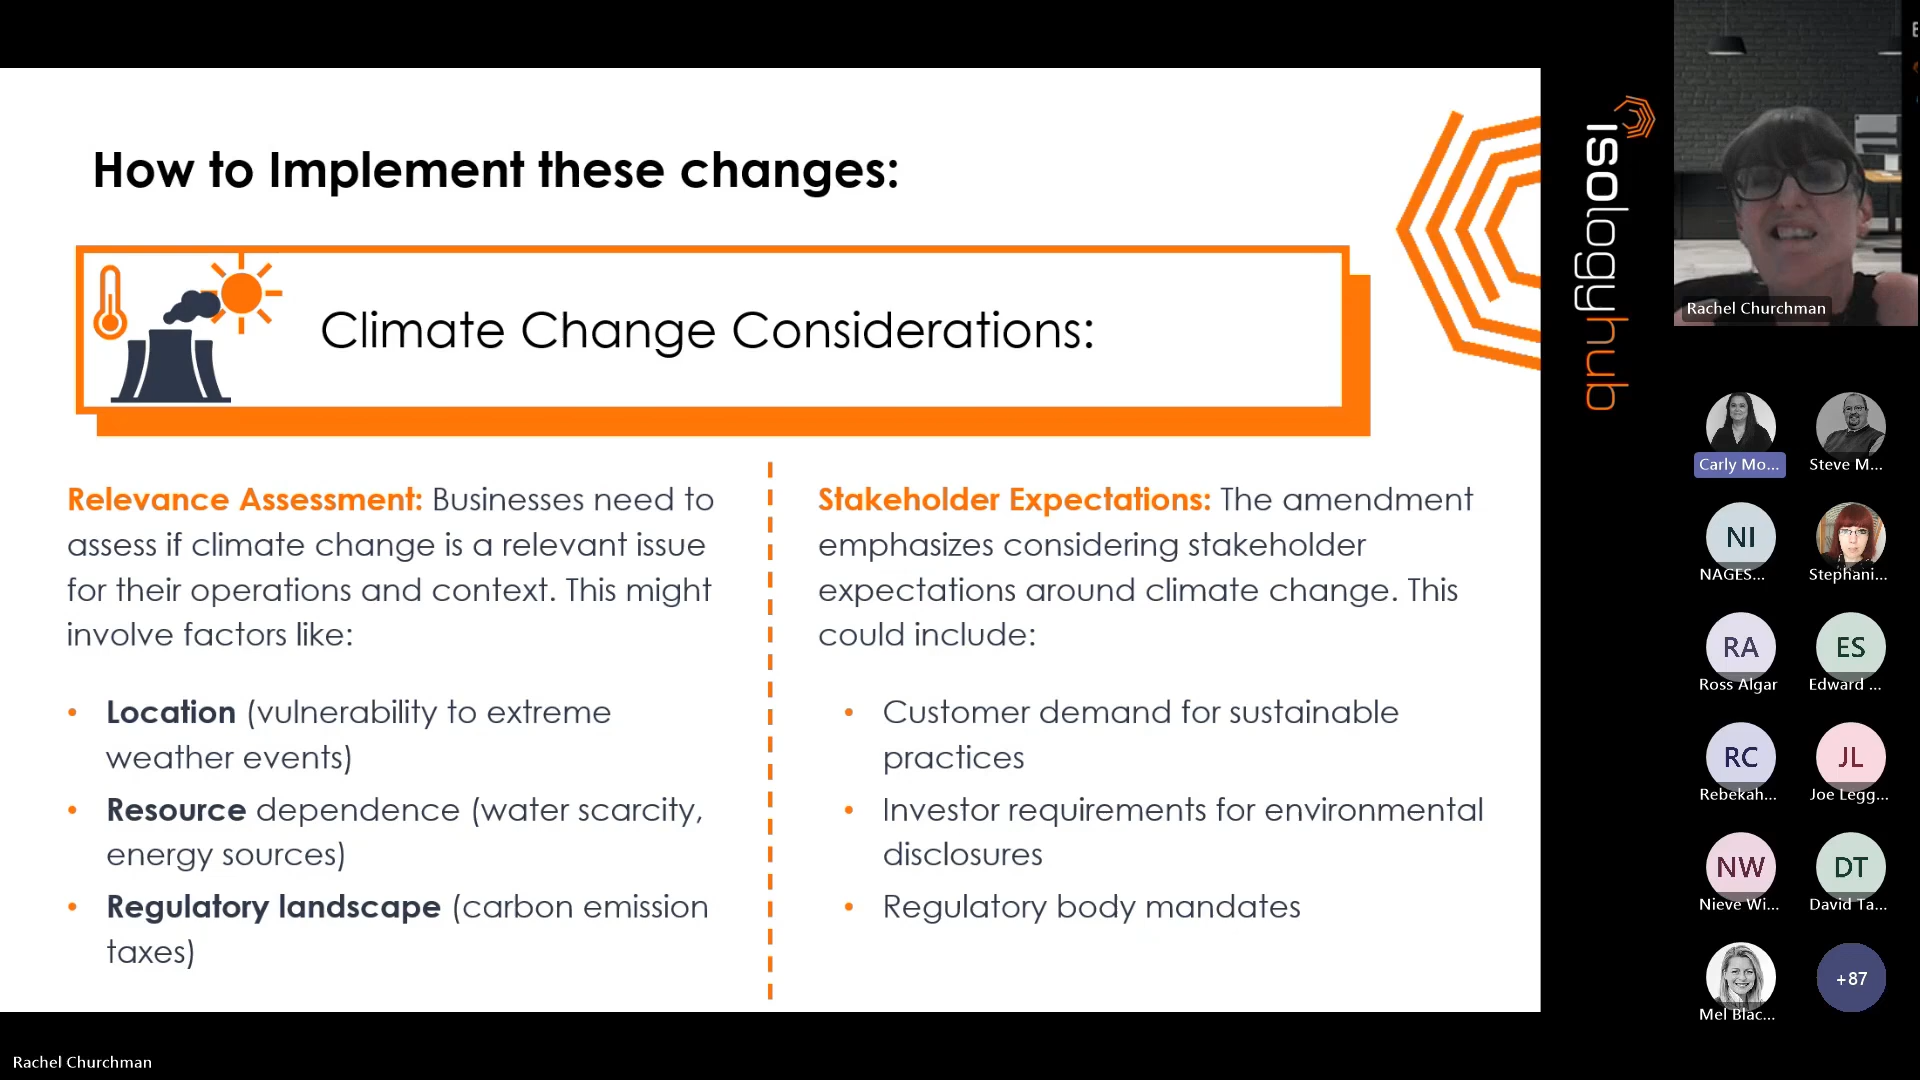 How to Implement these changes:
Climate Change Considerations:
Relevance Assessment: Businesses need to
assess if climate change is a relevant issue
for their operations and context. This might
involve factors like:
• Location (vulnerability to extreme
weather events)
• Resource dependence (water scarcity,
energy sources)
• Regulatory landscape (carbon emission
taxes)
Stakeholder Expectations: The amendment
emphasizes considering stakeholder
expectations around climate change. This
could include:
• Customer demand for sustainable
practices
• Investor requirements for environmental
disclosures
• Regulatory body mandates
isologyhub
Rachel Churchman
Carly Mo...
Steve M...
NI
NAGES...
Stephani...
RA
Ross Algar
ES
Edward ...
RC
Rebekah...
JL
Joe Legg...
NW
Nieve Wi...
DT
David Ta...
Mel Blac...
+87
Rachel Churchman